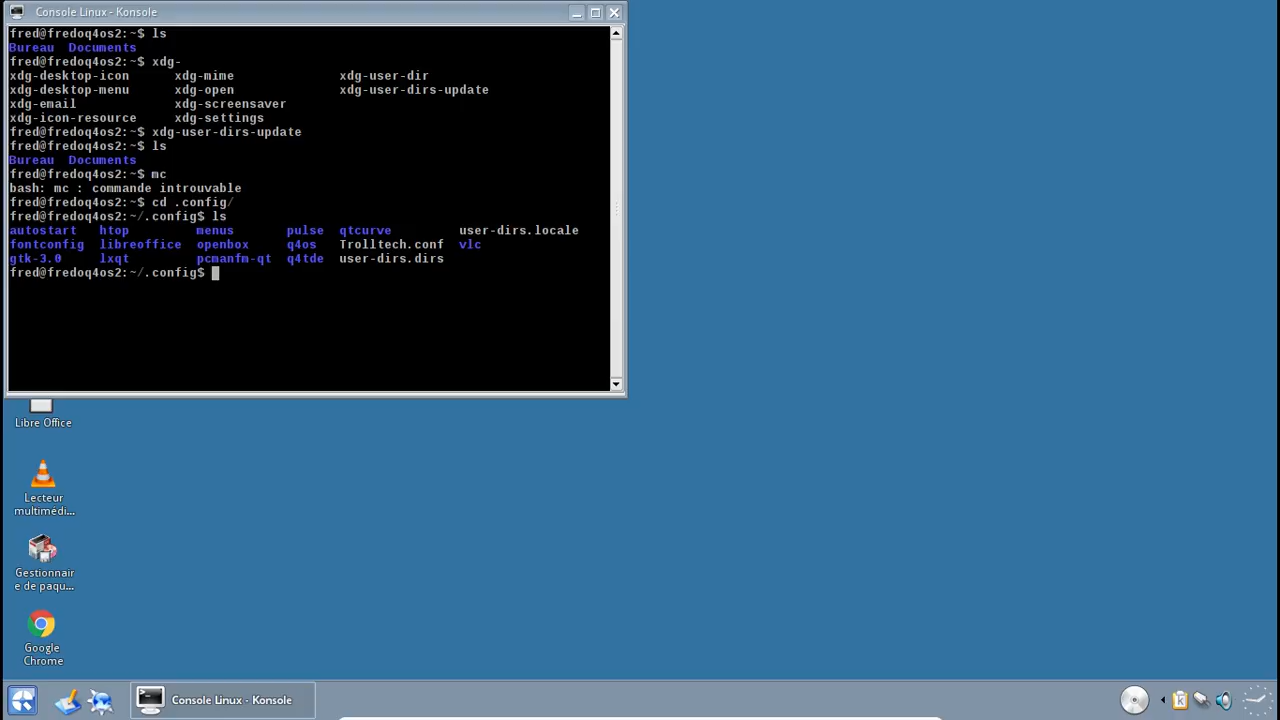 Console Linux - Konsole
fred@fredoq4os2:~$ ls
Bureau  Documents
fred@fredoq4os2:~$ xdg-
xdg-desktop-icon      xdg-mime              xdg-user-dir
xdg-desktop-menu      xdg-open              xdg-user-dirs-update
xdg-email             xdg-screensaver
xdg-icon-resource     xdg-settings
fred@fredoq4os2:~$ xdg-user-dirs-update
fred@fredoq4os2:~$ ls
Bureau  Documents
fred@fredoq4os2:~$ mc
bash: mc : commande introuvable
fred@fredoq4os2:~$ cd .config/
fred@fredoq4os2:~/.config$ ls
autostart   htop         menus      pulse  qtcurve         user-dirs.locale
fontconfig  libreoffice  openbox    q4os   Trolltech.conf  vlc
gtk-3.0     lxqt         pcmanfm-qt  q4tde  user-dirs.dirs
fred@fredoq4os2:~/.config$
Libre Office
Lecteur
multimédi...
Gestionnair
e de paqu...
Google
Chrome
Console Linux - Konsole